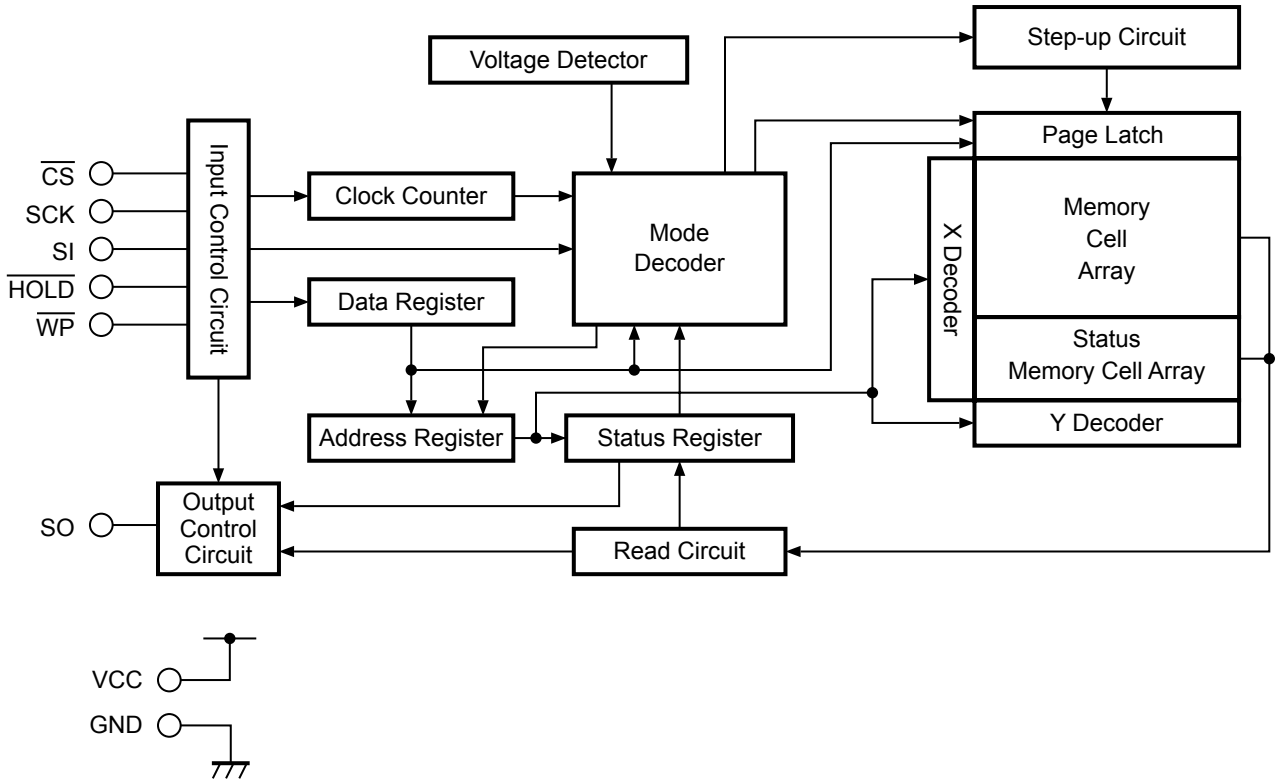 Step-up Circuit
Voltage Detector
Page Latch
Input Control Circuit
CS
SCK
SI
HOLD
WP
Clock Counter
Mode
Decoder
X Decoder
Memory
Cell
Array
Data Register
Status
Memory Cell Array
Address Register
Status Register
Y Decoder
SO
Output
Control
Circuit
Read Circuit
VCC
GND